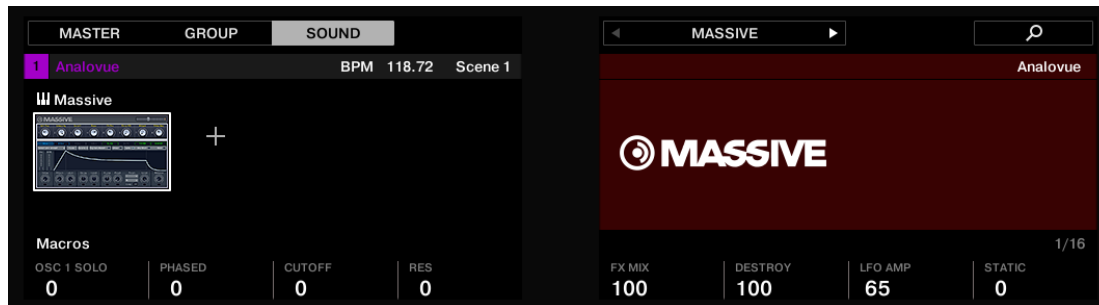 MASTER GROUP SOUND
1 Analovue BPM 118.72 Scene 1
Massive
MASSIVE
+
Macros
OSC 1 SOLO PHASED CUTOFF RES
0 0 0 0
MASSIVE
Analovue
MASSIVE
1/16
FX MIX DESTROY LFO AMP STATIC
100 100 65 0